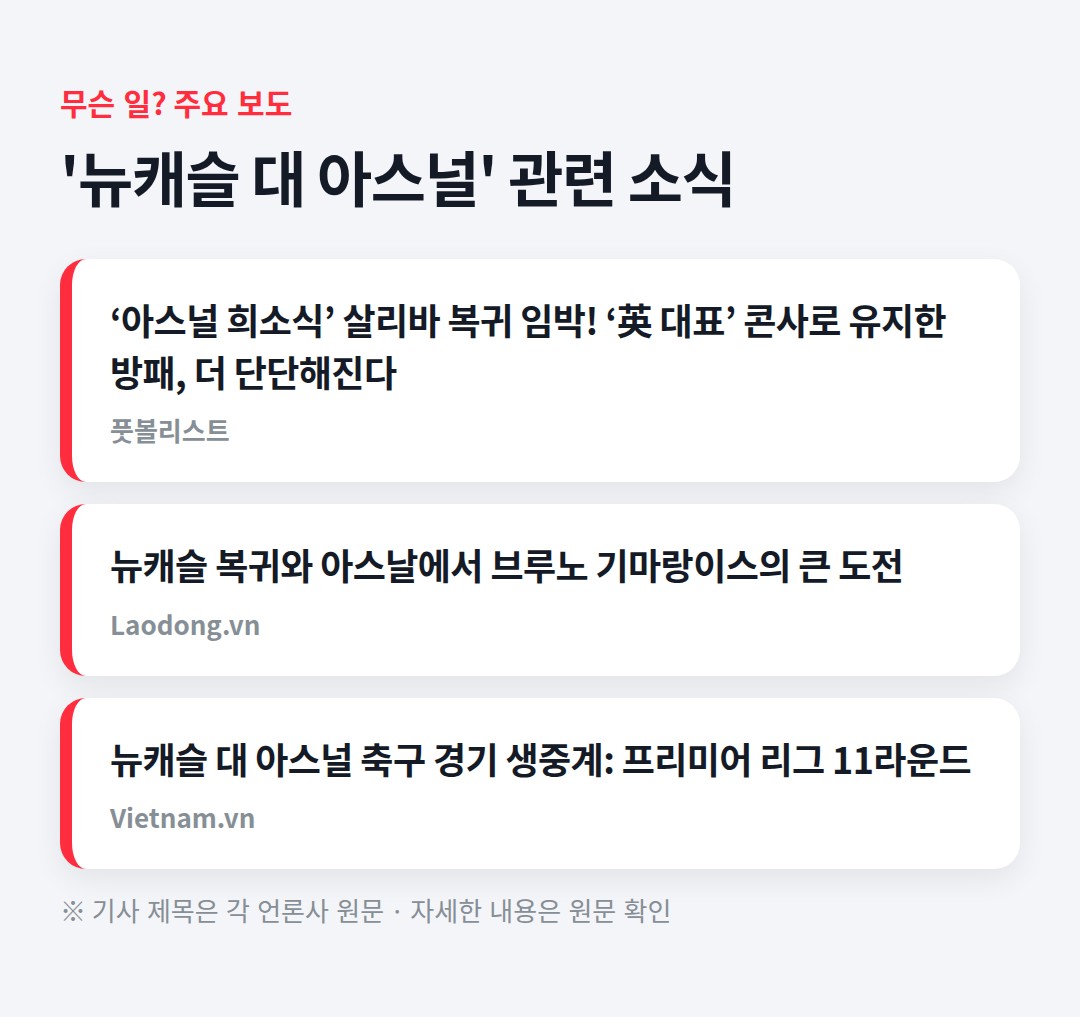 무슨 일? 주요 보도
'뉴캐슬 대 아스널' 관련 소식
‘아스널 희소식’ 살리바 복귀 임박! ‘英 대표’ 콘사로 유지한
방패, 더 단단해진다
풋볼리스트
뉴캐슬 복귀와 아스날에서 브루노 기마랑이스의 큰 도전
Laodong.vn
뉴캐슬 대 아스널 축구 경기 생중계: 프리미어 리그 11라운드
Vietnam.vn
※ 기사 제목은 각 언론사 원문 · 자세한 내용은 원문 확인